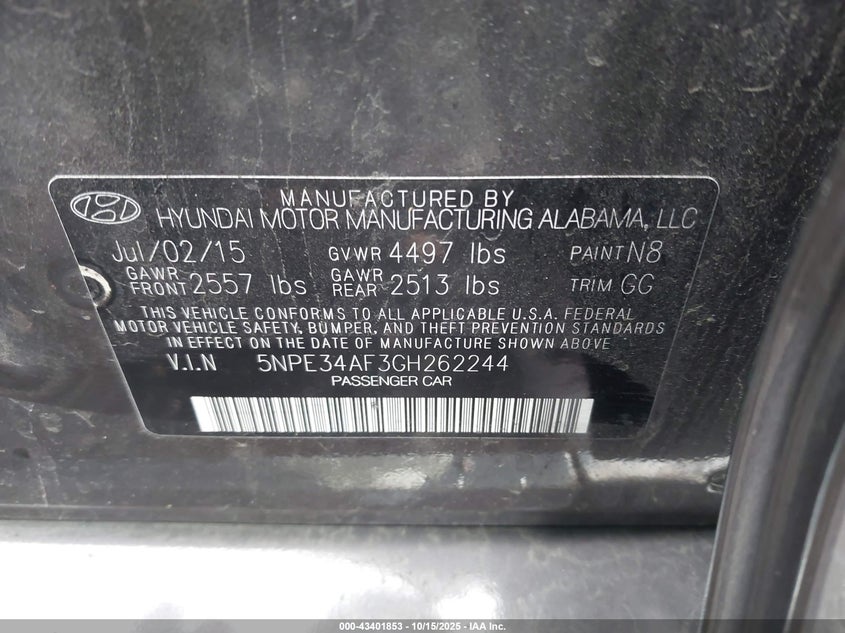 MANUFACTURED BY
HYUNDAI MOTOR MANUFACTURING ALABAMA, LLC
Jul/02/15 GVWR 4497 lbs PAINT N8
GAWR FRONT 2557 lbs GAWR REAR 2513 lbs TRIM GG
THIS VEHICLE CONFORMS TO ALL APPLICABLE U.S.A. FEDERAL
MOTOR VEHICLE SAFETY, BUMPER, AND THEFT PREVENTION STANDARDS
IN EFFECT ON THE DATE OF MANUFACTURE SHOWN ABOVE
V.I.N 5NPE34AF3GH262244
PASSENGER CAR
000-43401853 - 10/15/2025 - IAA Inc.